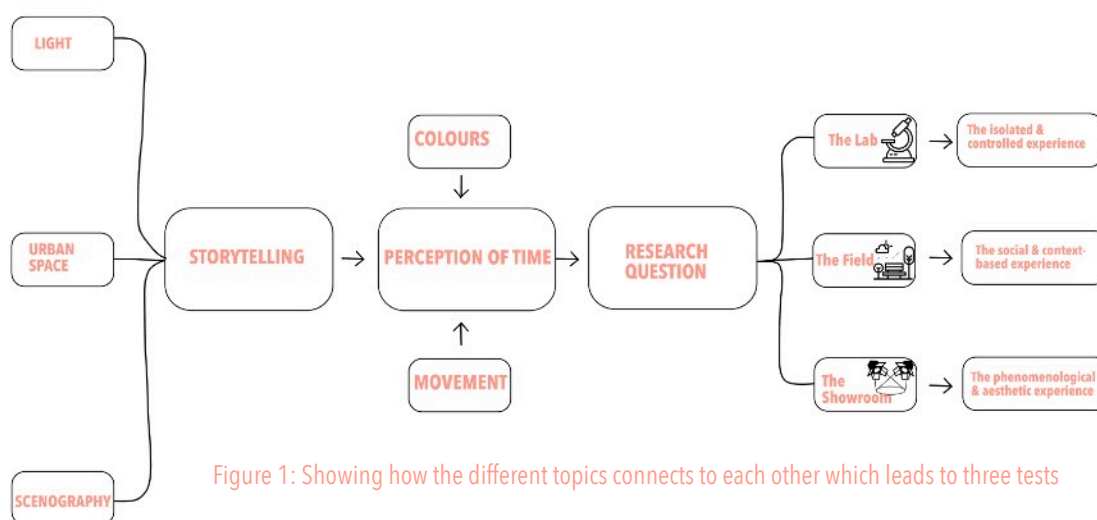 LIGHT
URBAN
SPACE
SCENOGRAPHY
STORYTELLING
COLOURS
PERCEPTION OF TIME
MOVEMENT
RESEARCH
QUESTION
The Lab
The isolated &
controlled experience
The Field
The social & context-
based experience
The
Showroom
The phenomenological
& aesthetic experience
Figure 1: Showing how the different topics connects to each other which leads to three tests